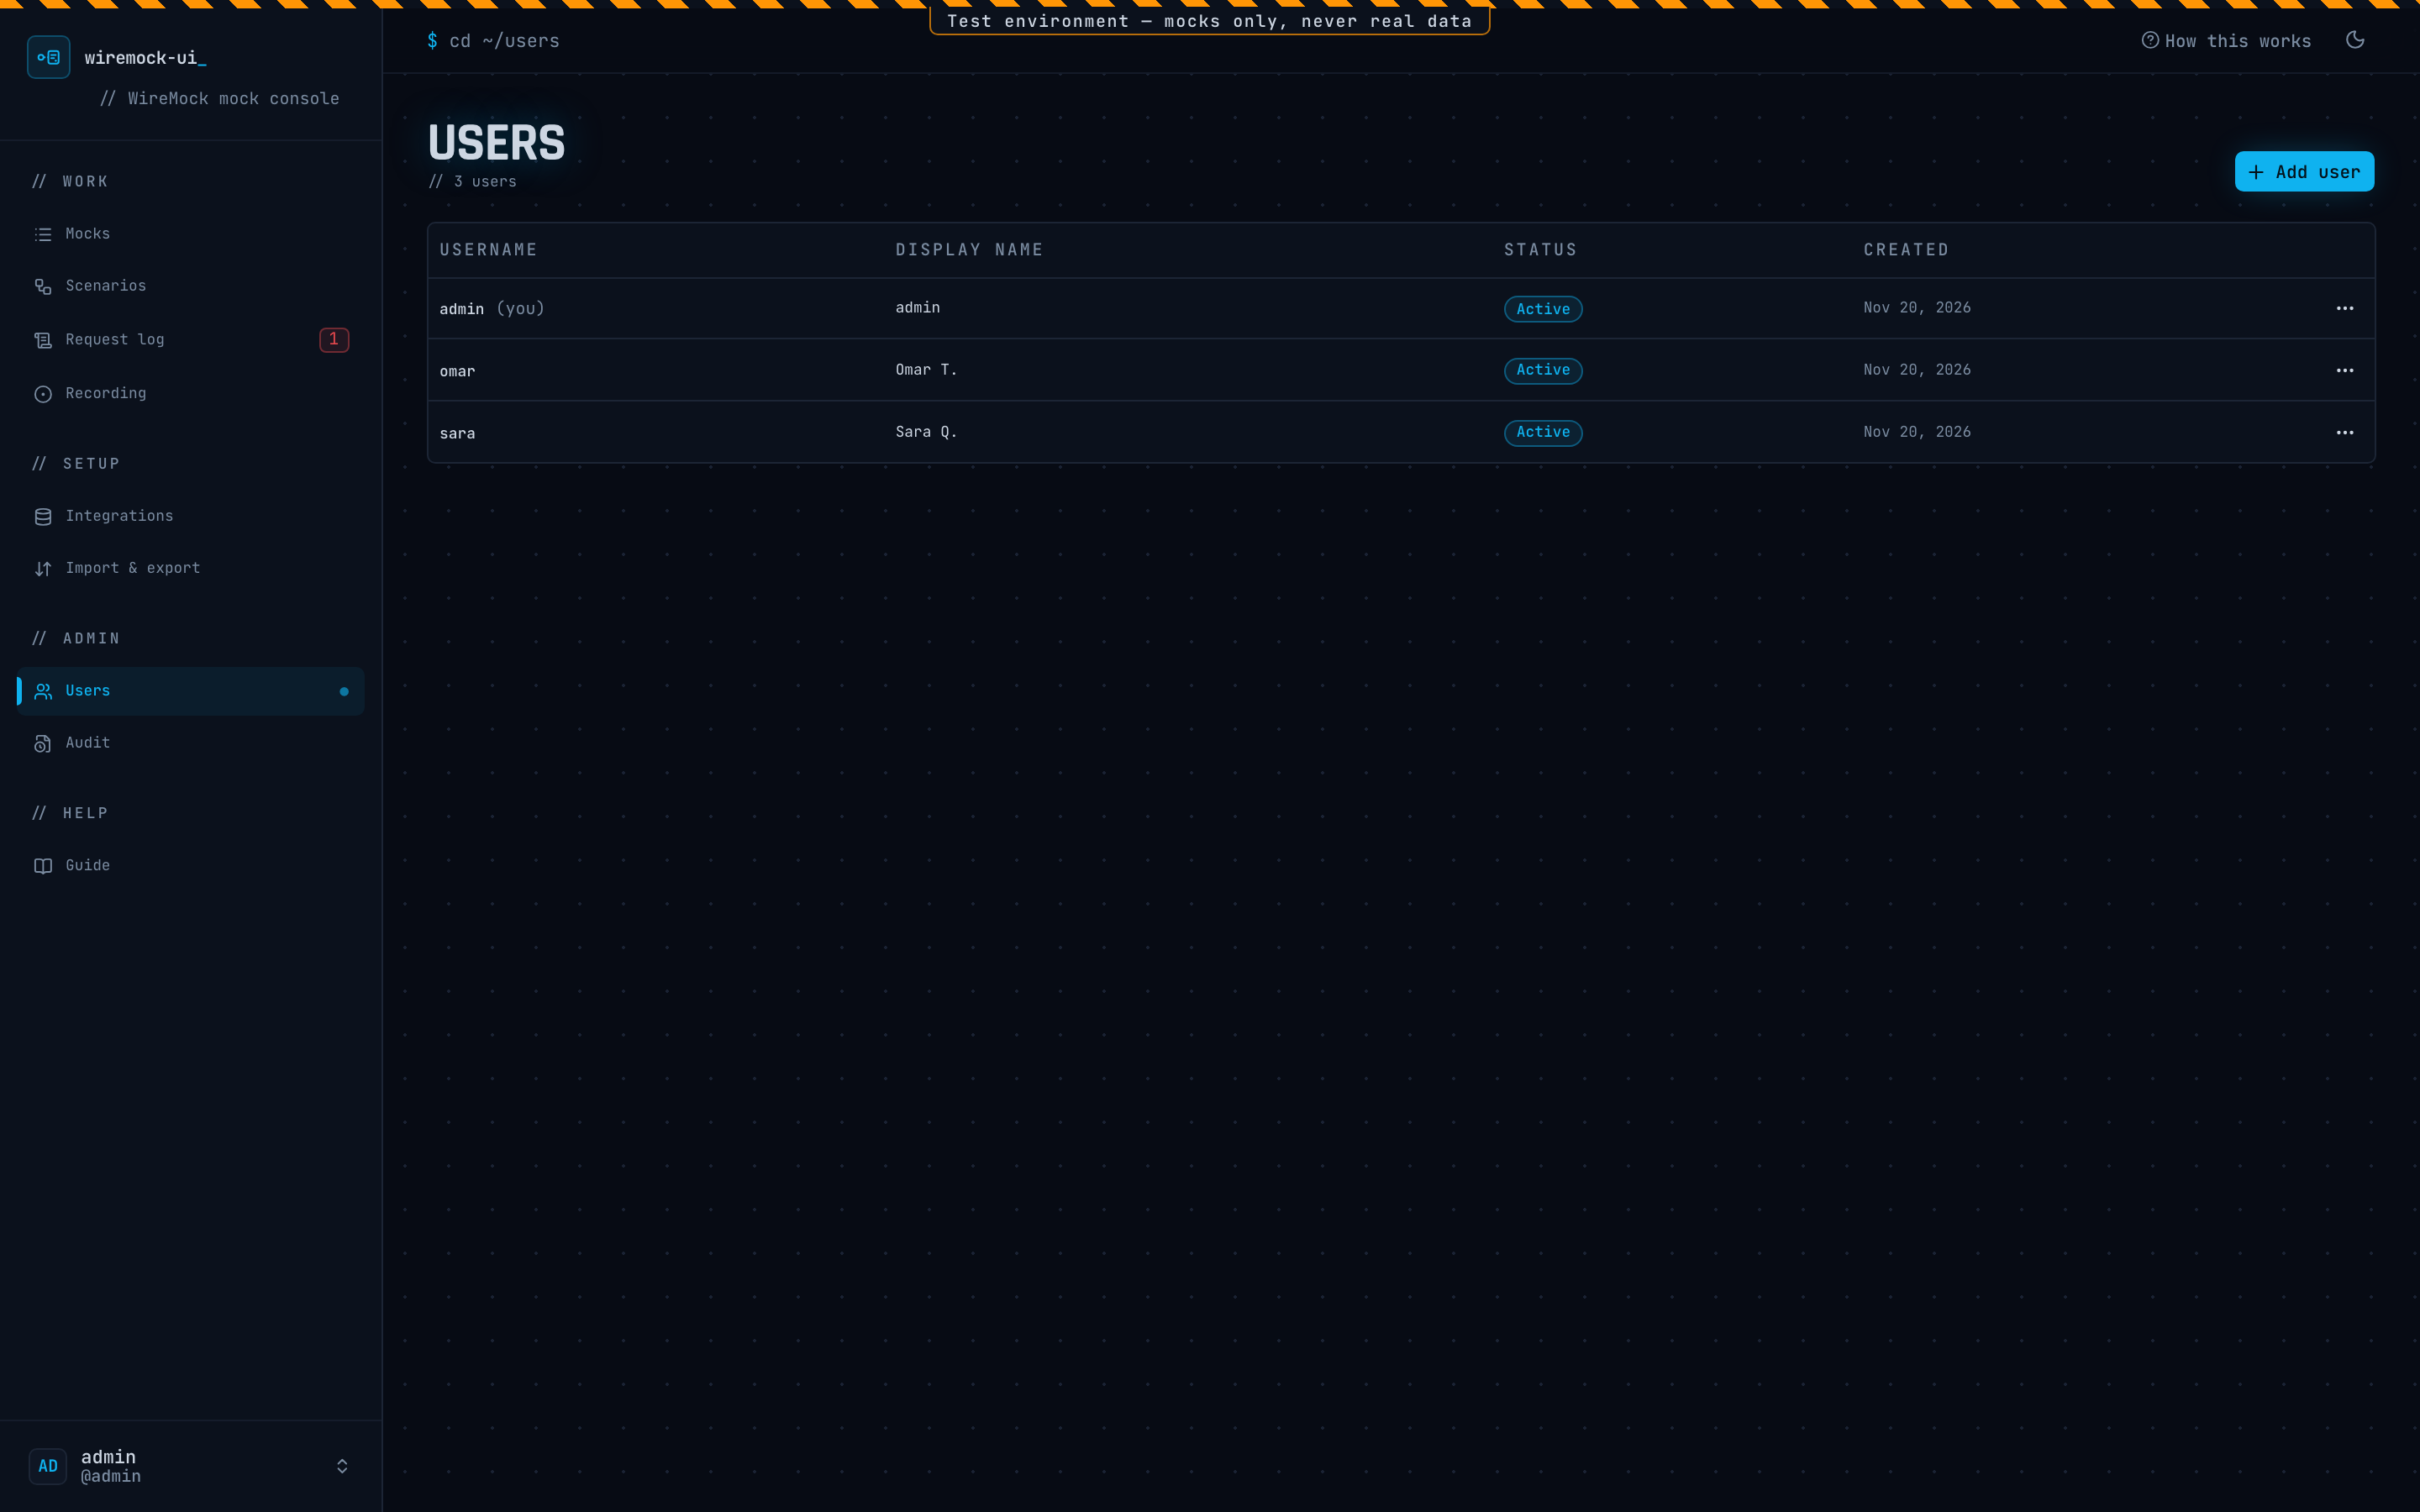 Test environment — mocks only, never real data
wiremock-ui_
// WireMock mock console
// WORK
Mocks
Scenarios
Request log 1
Recording
// SETUP
Integrations
Import & export
// ADMIN
Users
Audit
// HELP
Guide
AD admin
@admin
$ cd ~/users
How this works
USERS
// 3 users
+ Add user
USERNAME DISPLAY NAME STATUS CREATED
admin (you) admin Active Nov 20, 2026
omar Omar T. Active Nov 20, 2026
sara Sara Q. Active Nov 20, 2026